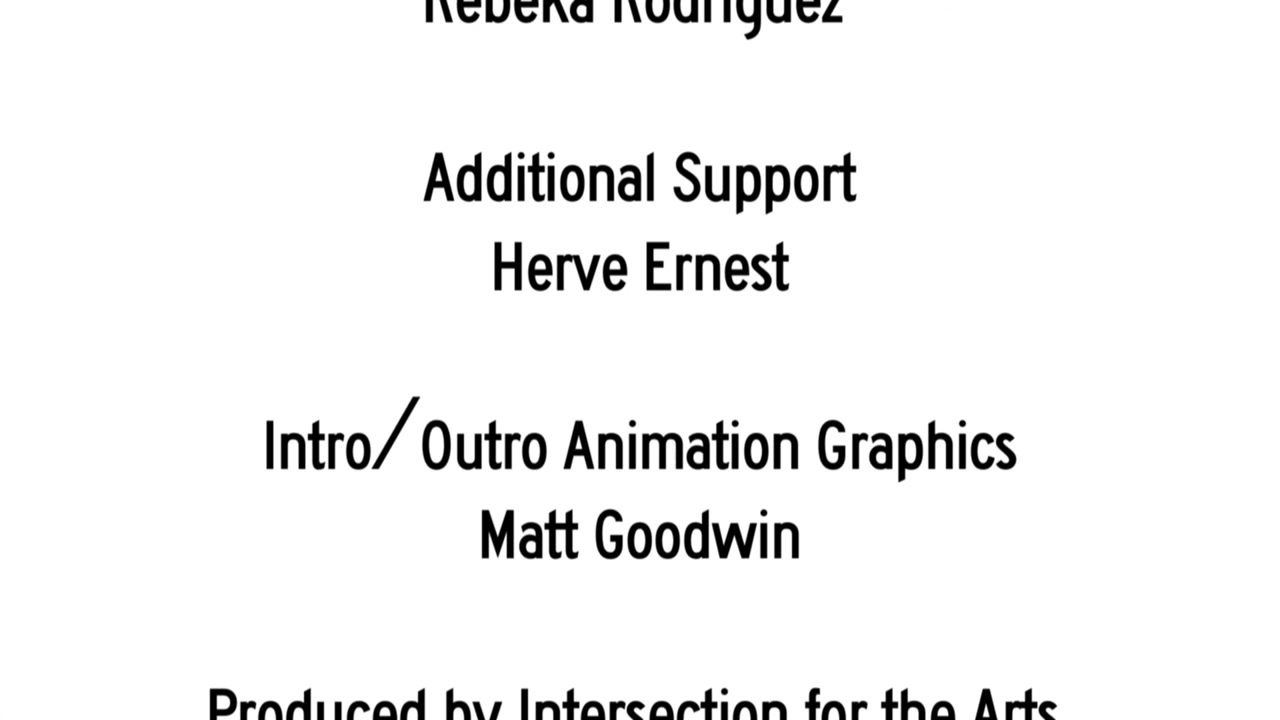 Rebeka Rodriguez
Additional Support
Herve Ernest
Intro/Outro Animation Graphics
Matt Goodwin
Produced by Intersection for the Arts